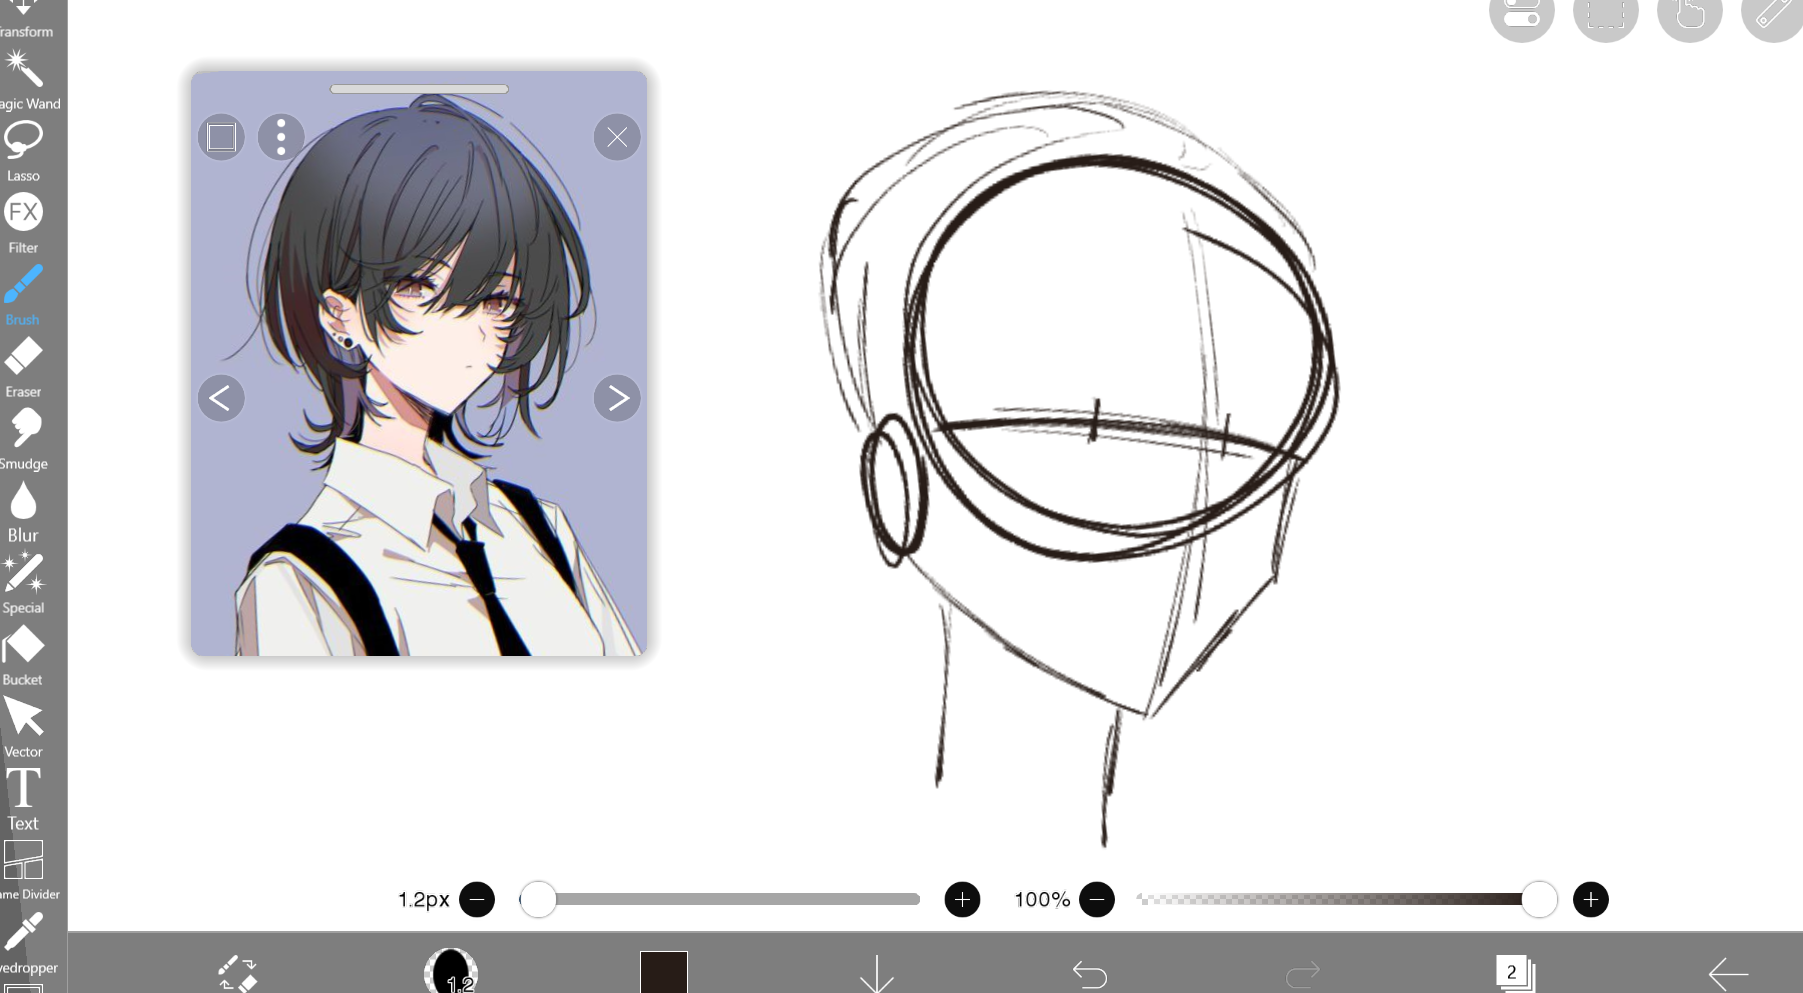 ransform
agic Wand
Lasso
FX
Filter
Brush
Eraser
Smudge
Blur
Special
Bucket
Vector
T
Text
ame Divider
yedropper
1.2px
100%
1.2
2